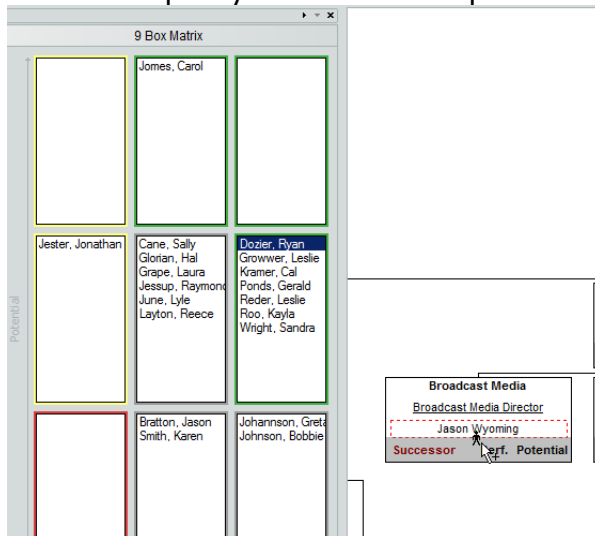 9 Box Matrix
Jomes, Carol
Potential
Jester, Jonathan
Cane, Sally
Glorian, Hal
Grape, Laura
Jessup, Raymond
June, Lyle
Layton, Reece
Dozier, Ryan
Growwer, Leslie
Kramer, Cal
Ponds, Gerald
Reder, Leslie
Roo, Kayla
Wright, Sandra
Bratton, Jason
Smith, Karen
Johannson, Greta
Johnson, Bobbie
Broadcast Media
Broadcast Media Director
Jason Wyoming
Successor Perf. Potential